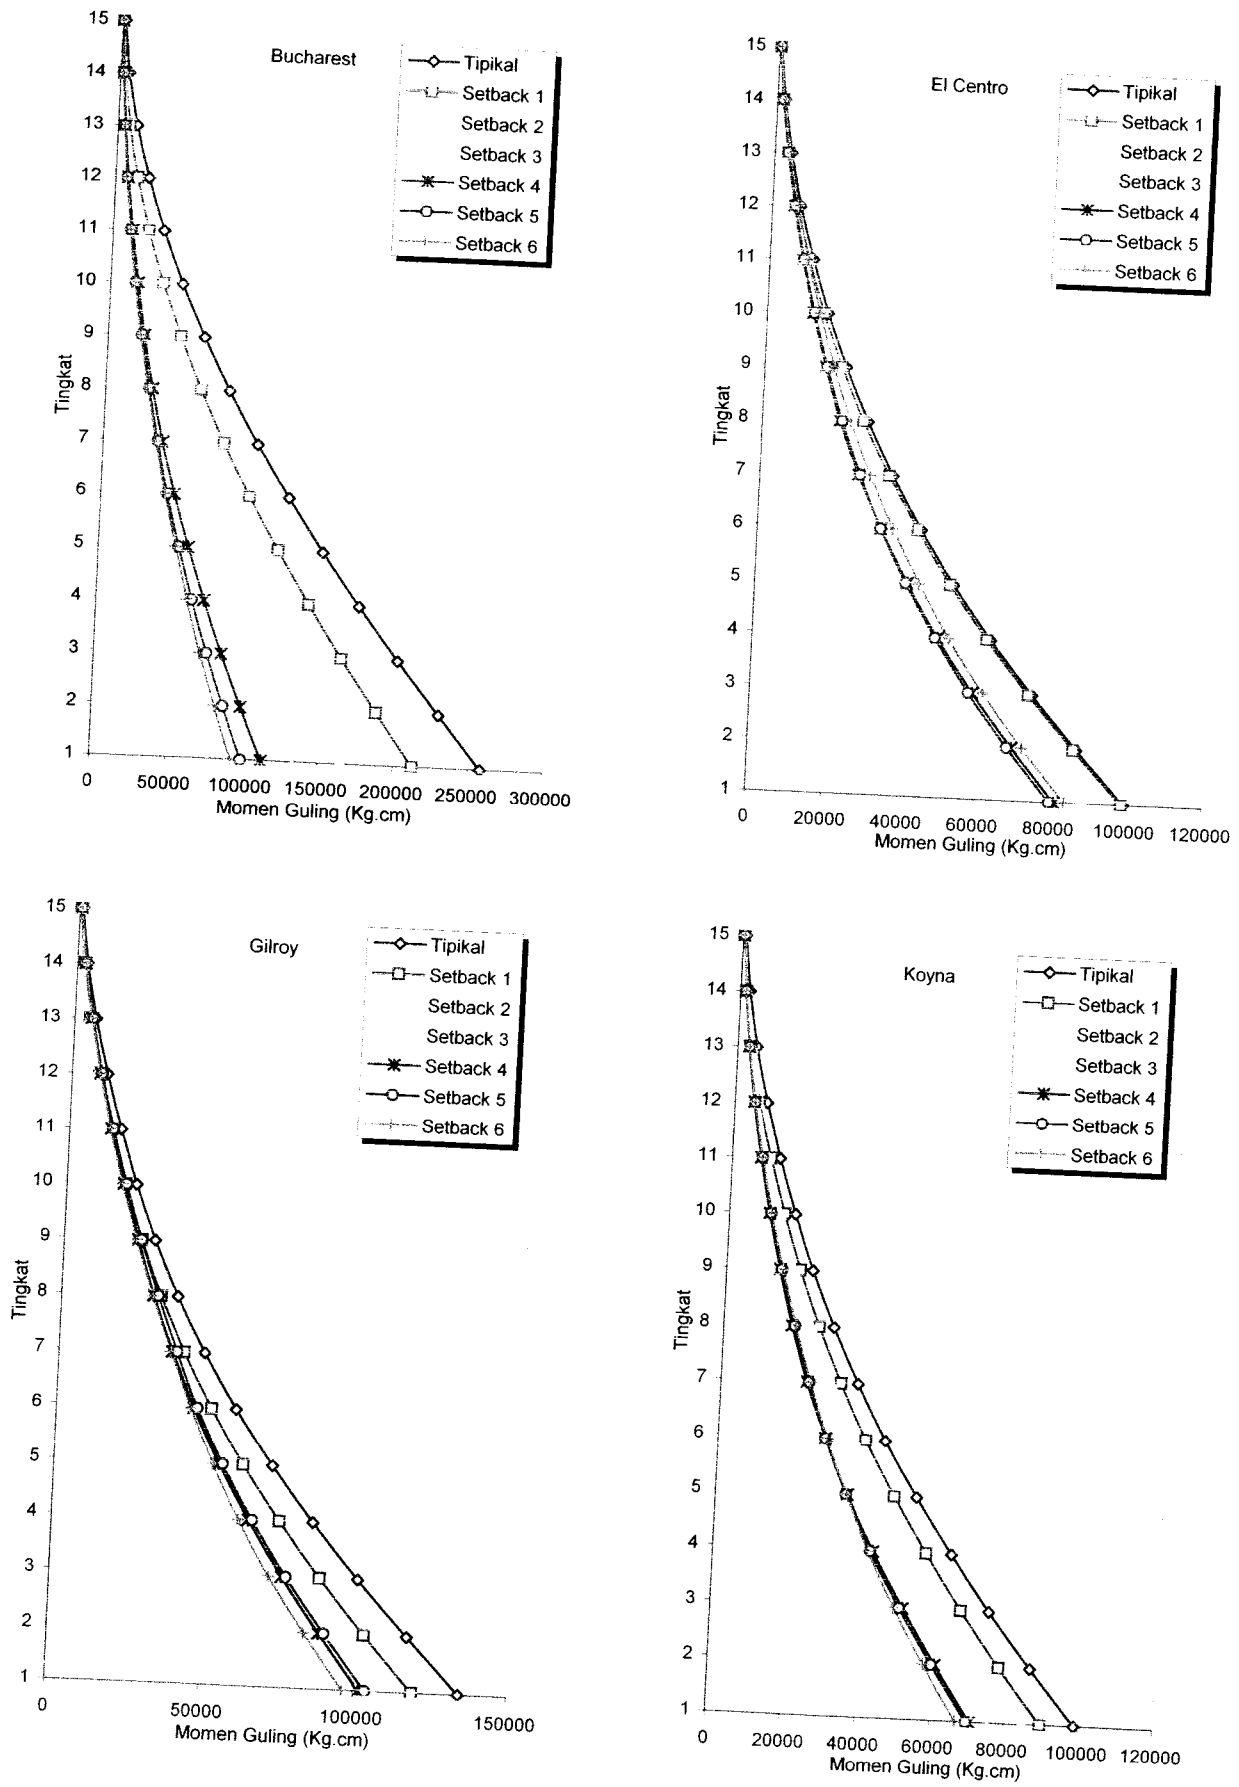 Bucharest
Tipikal
Setback 1
Setback 2
Setback 3
Setback 4
Setback 5
Setback 6
15
14
13
12
11
10
9
8
7
6
5
4
3
2
1
Tingkat
0 50000 100000 150000 200000 250000 300000
Momen Guling (Kg.cm)
El Centro
Tipikal
Setback 1
Setback 2
Setback 3
Setback 4
Setback 5
Setback 6
15
14
13
12
11
10
9
8
7
6
5
4
3
2
1
Tingkat
0 20000 40000 60000 80000 100000 120000
Momen Guling (Kg.cm)
Gilroy
Tipikal
Setback 1
Setback 2
Setback 3
Setback 4
Setback 5
Setback 6
15
14
13
12
11
10
9
8
7
6
5
4
3
2
1
Tingkat
0 50000 100000 150000
Momen Guling (Kg.cm)
Koyna
Tipikal
Setback 1
Setback 2
Setback 3
Setback 4
Setback 5
Setback 6
15
14
13
12
11
10
9
8
7
6
5
4
3
2
1
Tingkat
0 20000 40000 60000 80000 100000 120000
Momen Guling (Kg.cm)